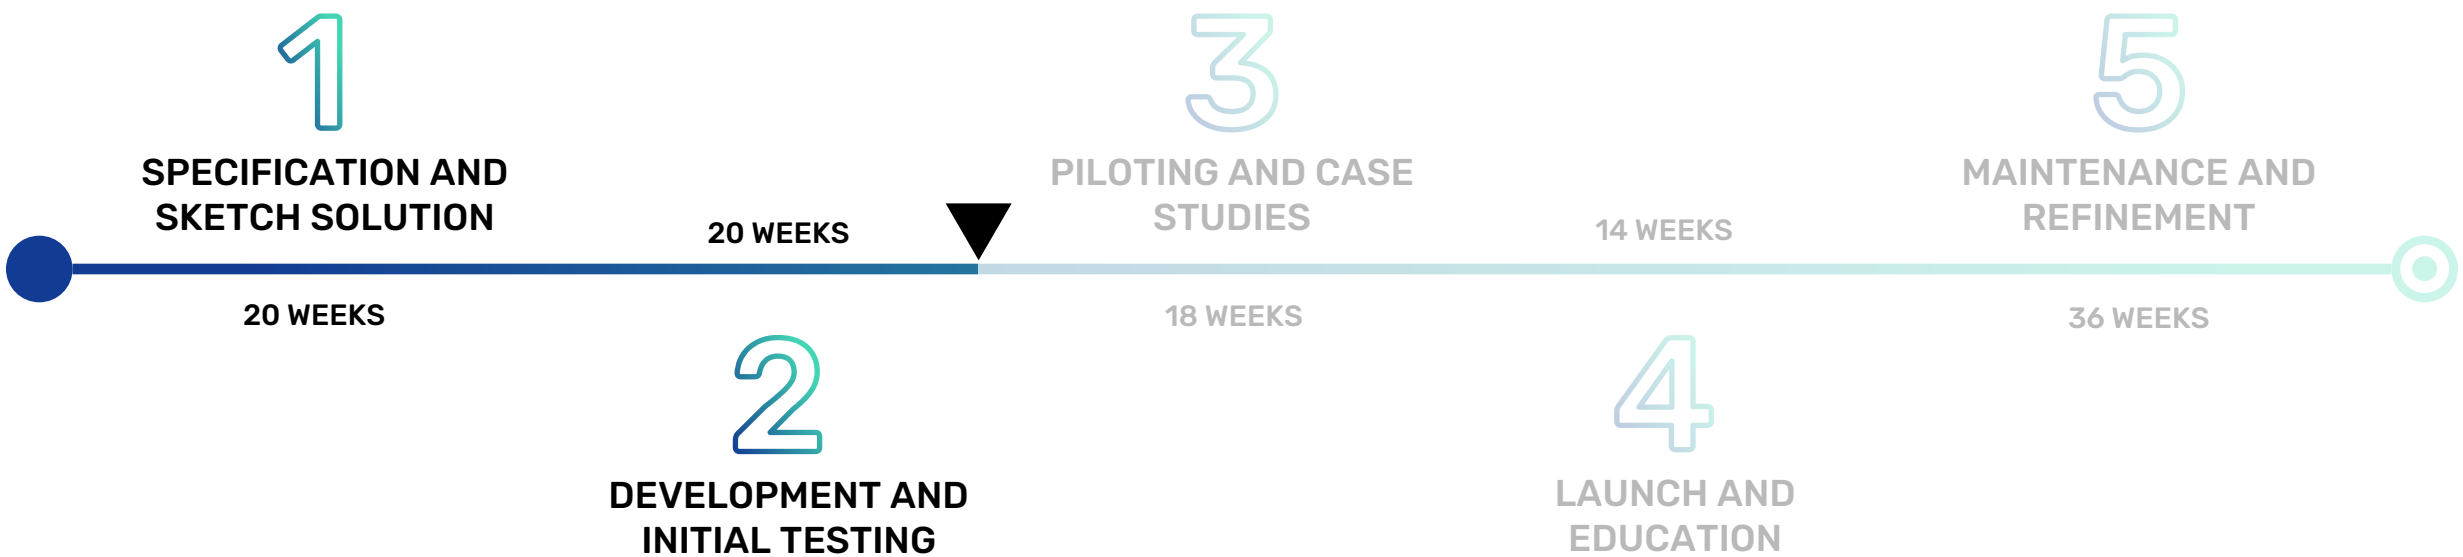 1
SPECIFICATION AND
SKETCH SOLUTION
20 WEEKS
20 WEEKS
2
DEVELOPMENT AND
INITIAL TESTING
3
PILOTING AND CASE
STUDIES
18 WEEKS
14 WEEKS
4
LAUNCH AND
EDUCATION
5
MAINTENANCE AND
REFINEMENT
36 WEEKS